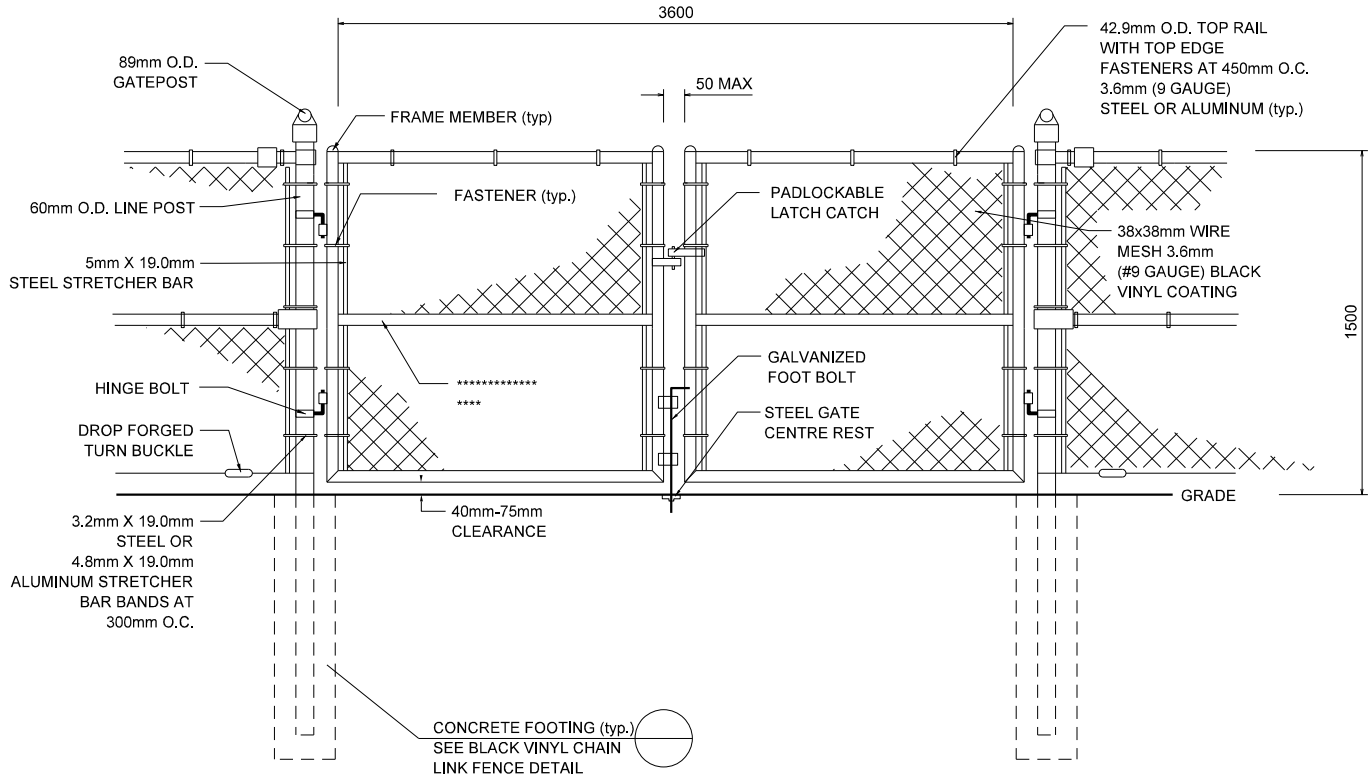 3600
42.9mm O.D. TOP RAIL
WITH TOP EDGE
FASTENERS AT 450mm O.C.
3.6mm (9 GAUGE)
STEEL OR ALUMINUM (typ.)
89mm O.D.
GATEPOST
50 MAX
FRAME MEMBER (typ)
FASTENER (typ.)
PADLOCKABLE
LATCH CATCH
60mm O.D. LINE POST
38x38mm WIRE
MESH 3.6mm
(#9 GAUGE) BLACK
VINYL COATING
5mm X 19.0mm
STEEL STRETCHER BAR
1500
GALVANIZED
FOOT BOLT
HINGE BOLT
*************
****
STEEL GATE
CENTRE REST
DROP FORGED
TURN BUCKLE
GRADE
40mm-75mm
CLEARANCE
3.2mm X 19.0mm
STEEL OR
4.8mm X 19.0mm
ALUMINUM STRETCHER
BAR BANDS AT
300mm O.C.
CONCRETE FOOTING (typ.)
SEE BLACK VINYL CHAIN
LINK FENCE DETAIL